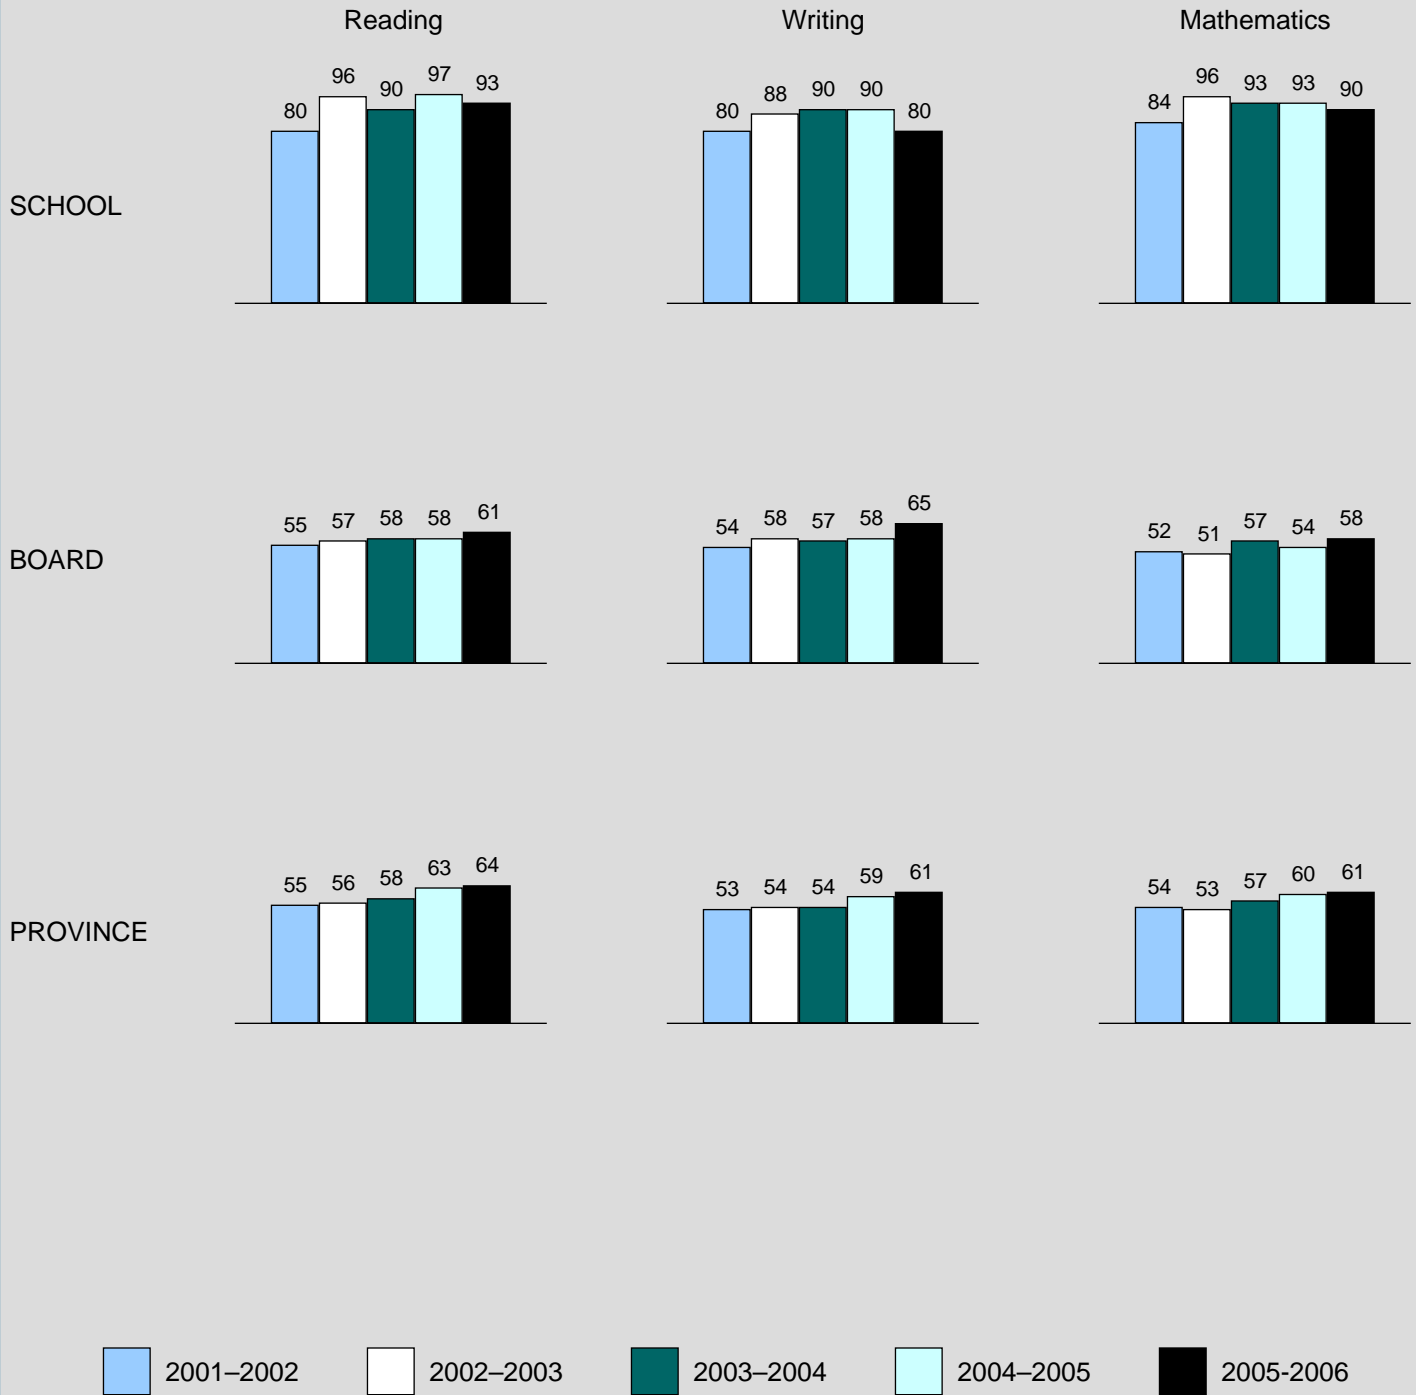 Reading Writing Mathematics
80 96 90 97 93 80 88 90 90 80 84 96 93 93 90
SCHOOL
55 57 58 58 61 54 58 57 58 65 52 51 57 54 58
BOARD
55 56 58 63 64 53 54 54 59 61 54 53 57 60 61
PROVINCE
2001–2002 2002–2003 2003–2004 2004–2005 2005-2006